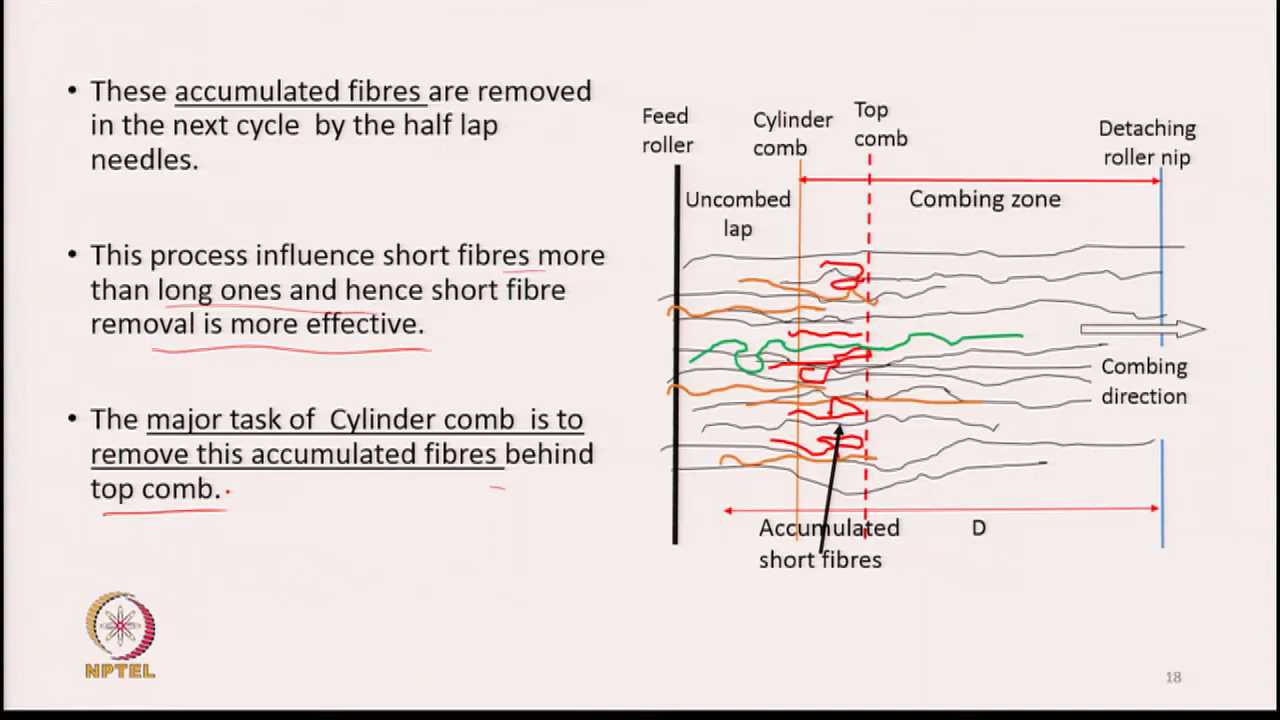 • These accumulated fibres are removed
in the next cycle by the half lap
needles.
• This process influence short fibres more
than long ones and hence short fibre
removal is more effective.
• The major task of Cylinder comb is to
remove this accumulated fibres behind
top comb.
Feed
roller
Cylinder
comb
Top
comb
Detaching
roller nip
Uncombed
lap
Combing zone
Combing
direction
Accumulated
short fibres
D
NPTEL
18